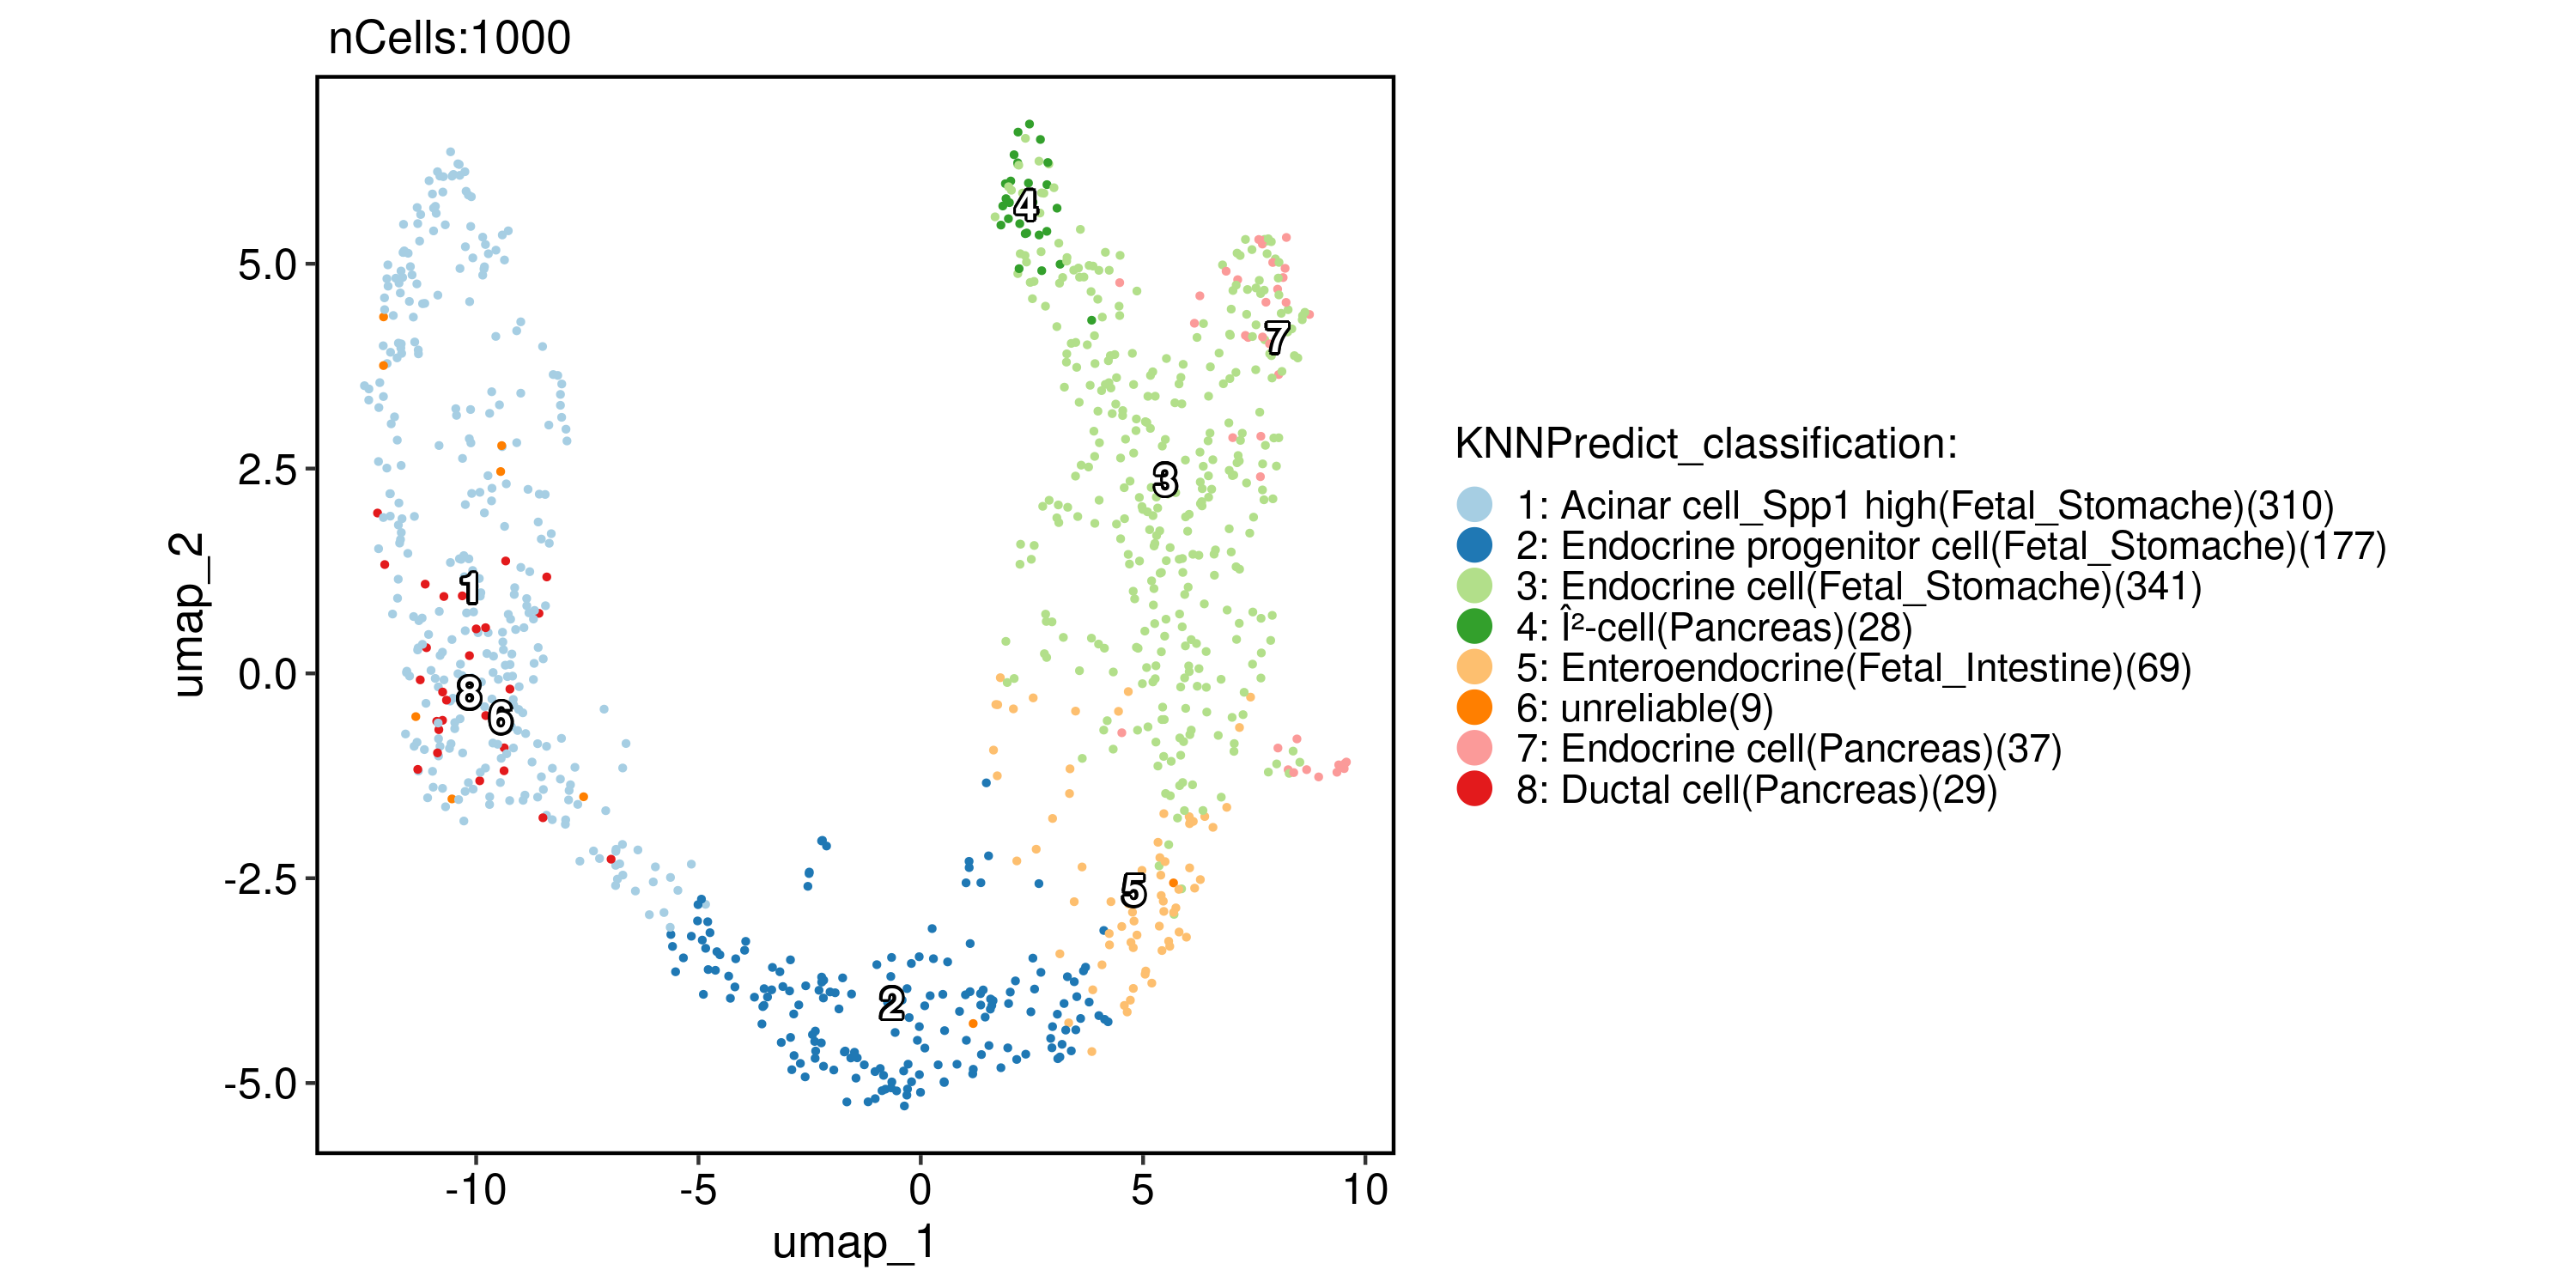 nCells:1000
4
7
3
1
8
6
5
2
5.0
2.5
0.0
-2.5
-5.0
umap_2
-10 -5 0 5 10
umap_1
KNNPredict_classification:
1: Acinar cell_Spp1 high(Fetal_Stomache)(310)
2: Endocrine progenitor cell(Fetal_Stomache)(177)
3: Endocrine cell(Fetal_Stomache)(341)
4: Î²-cell(Pancreas)(28)
5: Enteroendocrine(Fetal_Intestine)(69)
6: unreliable(9)
7: Endocrine cell(Pancreas)(37)
8: Ductal cell(Pancreas)(29)